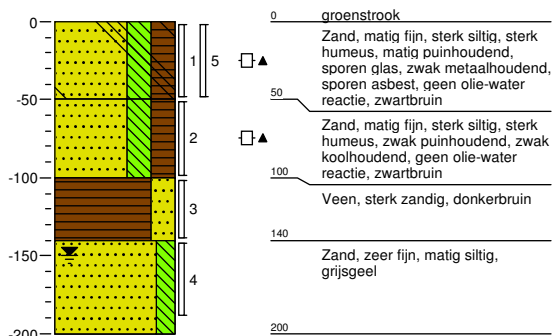 0
-50
-100
-150
-200
1
5
2
3
4
0
groenstrook
Zand, matig fijn, sterk siltig, sterk
humeus, matig puinhoudend,
sporen glas, zwak metaalhoudend,
sporen asbest, geen olie-water
reactie, zwartbruin
50
Zand, matig fijn, sterk siltig, sterk
humeus, zwak puinhoudend, zwak
koolhoudend, geen olie-water
reactie, zwartbruin
100
Veen, sterk zandig, donkerbruin
140
Zand, zeer fijn, matig siltig,
grijsgeel
200